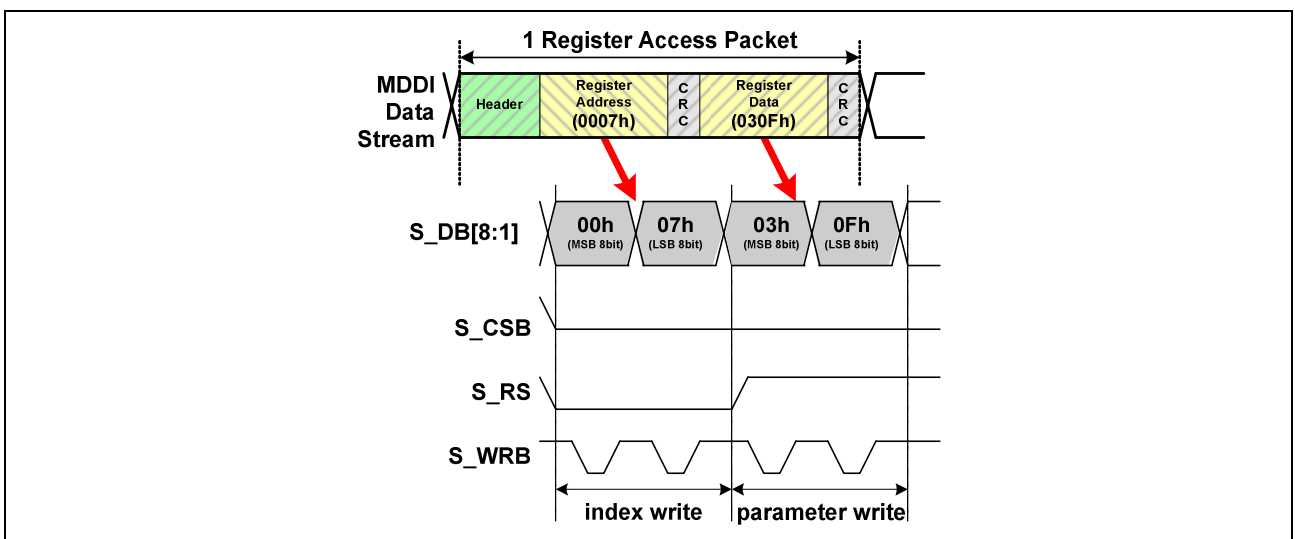 1 Register Access Packet
MDDI
Data
Stream
Header
Register
Address
(0007h)
C
R
C
Register
Data
(030Fh)
C
R
C
S_DB[8:1]
00h
(MSB 8bit)
07h
(LSB 8bit)
03h
(MSB 8bit)
0Fh
(LSB 8bit)
S_CSB
S_RS
S_WRB
index write
parameter write